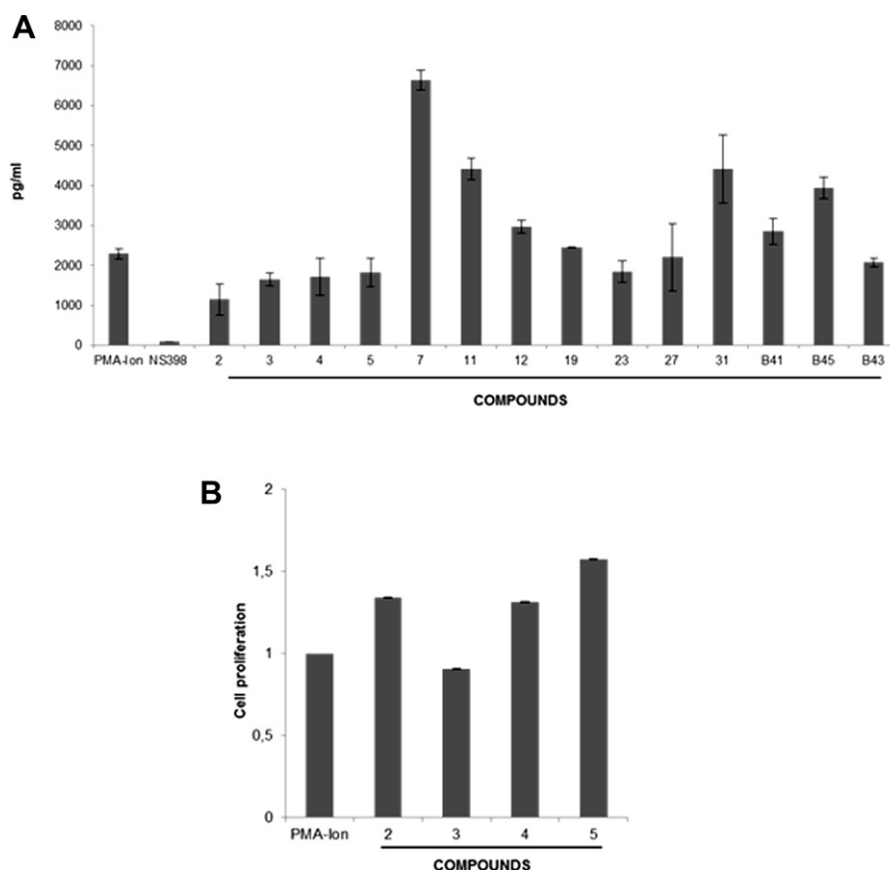 A
8000
7000
6000
5000
4000
3000
2000
1000
0
pg/ml
PMA-Ion NS398 2 3 4 5 7 11 12 19 23 27 31 B41 B45 B43
COMPOUNDS
B
2
1,5
1
0,5
0
Cell proliferation
PMA-Ion 2 3 4 5
COMPOUNDS